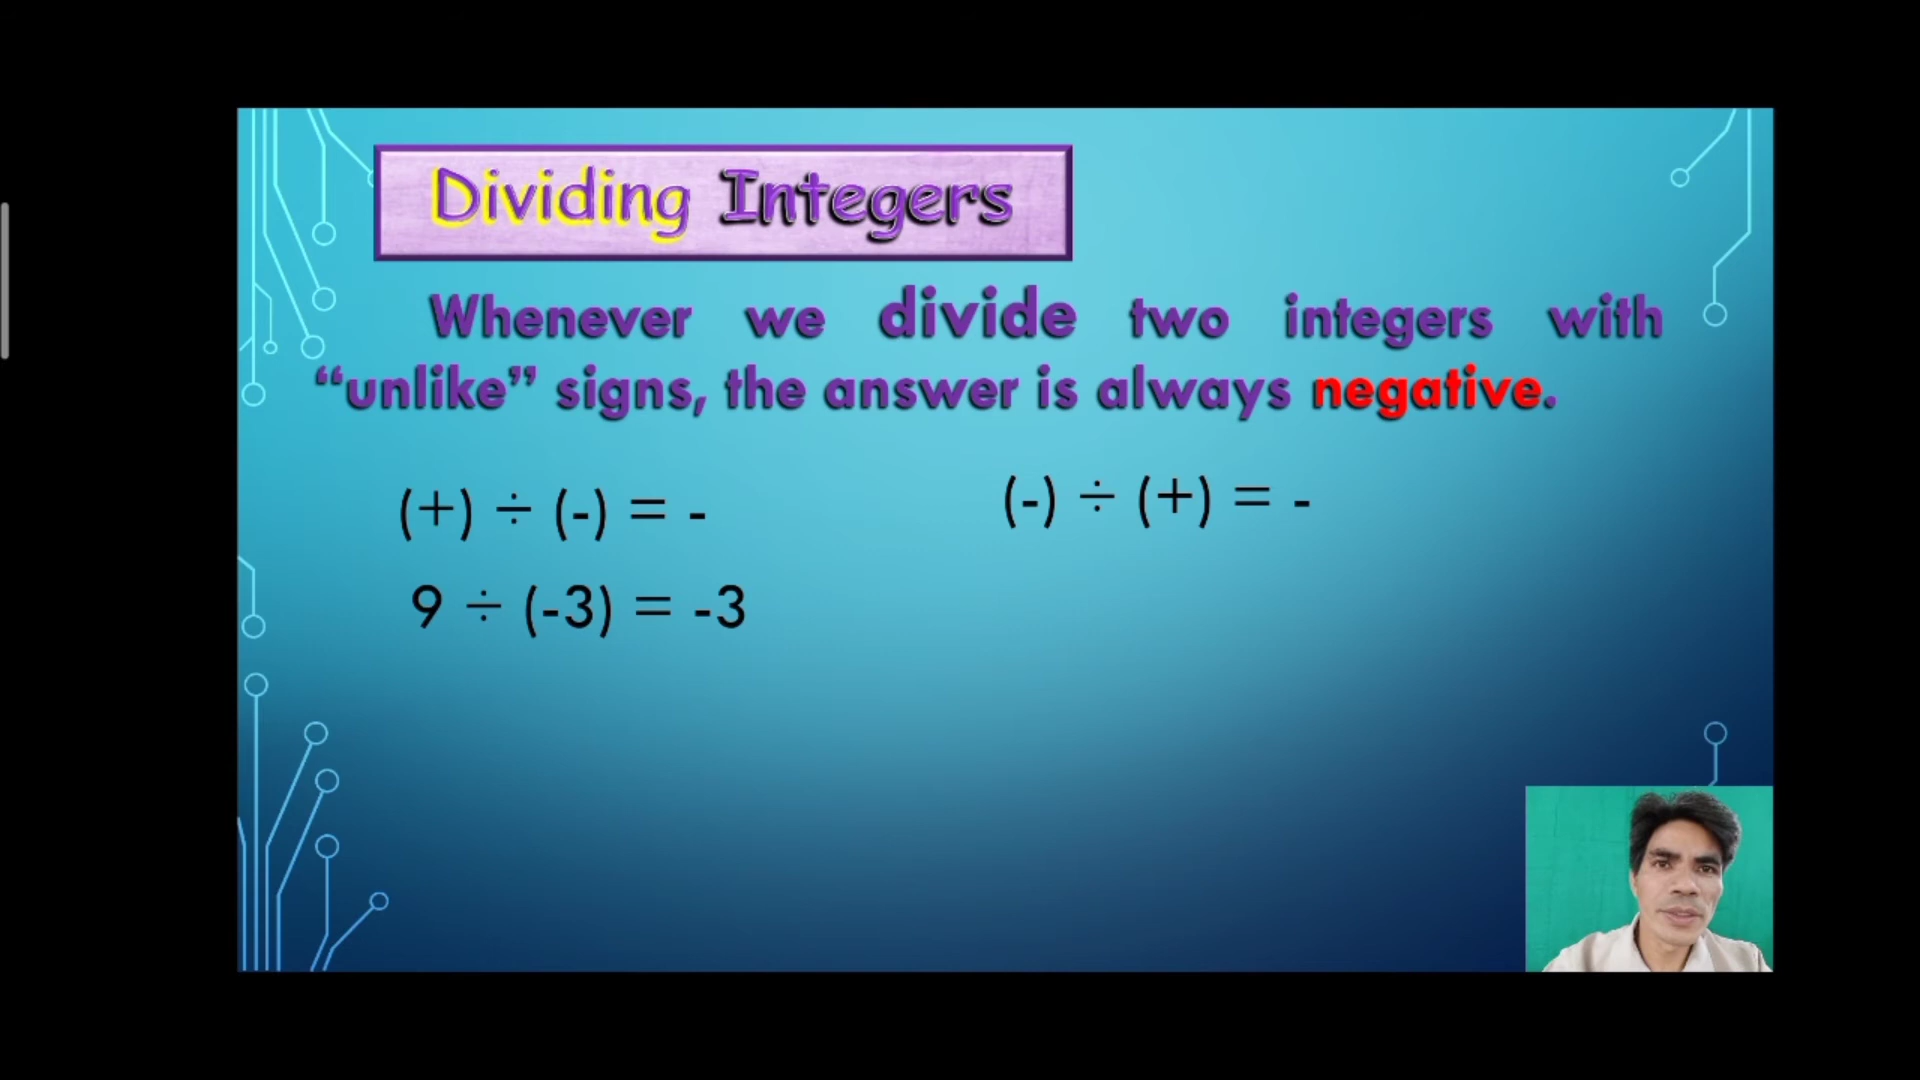 Dividing Integers
Whenever we divide two integers with
“unlike” signs, the answer is always negative.
(+) ÷ (-) = -
(-) ÷ (+) = -
9 ÷ (-3) = -3